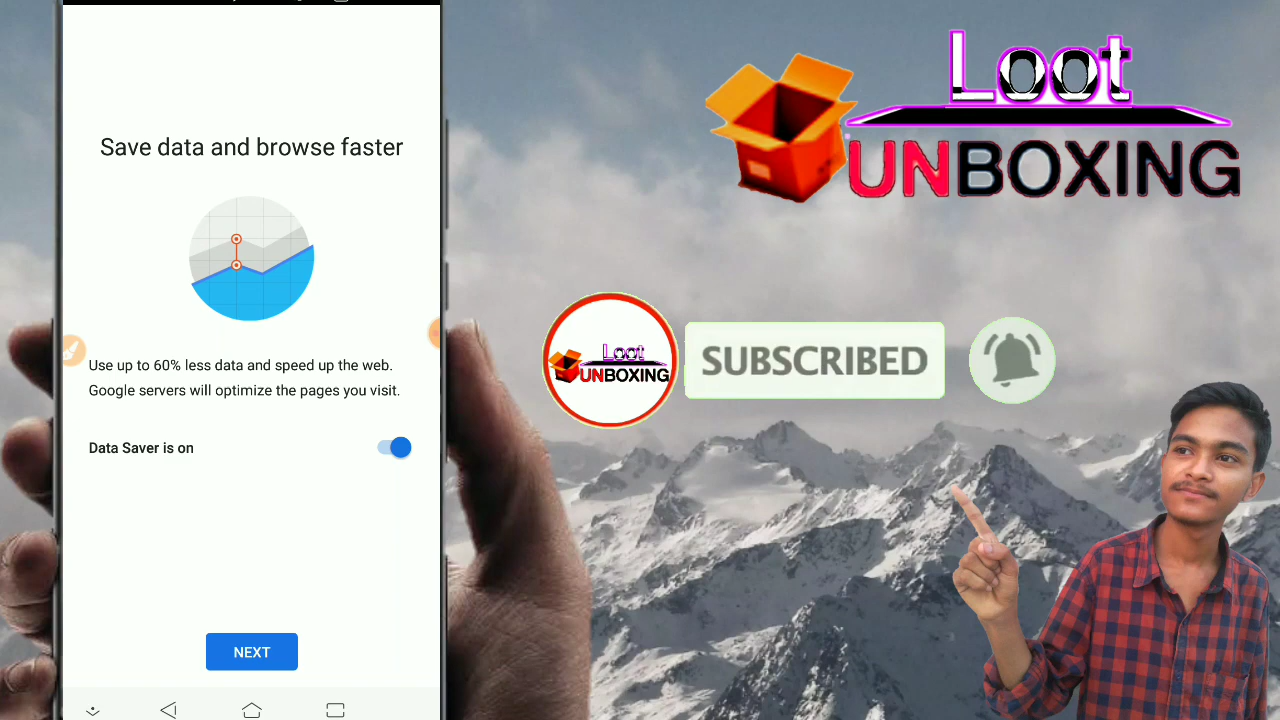 Save data and browse faster
Use up to 60% less data and speed up the web.
Google servers will optimize the pages you visit.
Data Saver is on
NEXT
Loot
UNBOXING
Loot
UNBOXING
SUBSCRIBED